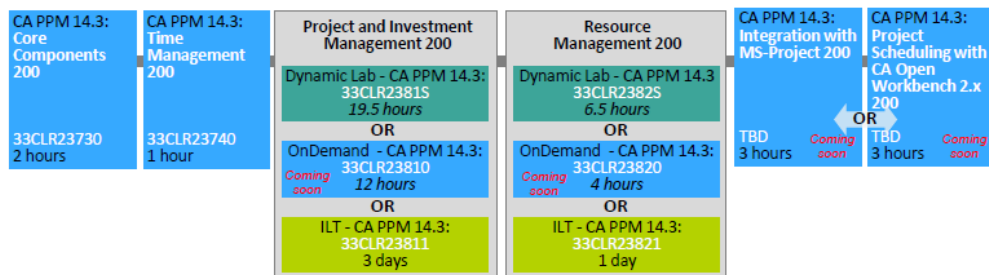 CA PPM 14.3:
Core
Components
200
33CLR23730
2 hours
CA PPM 14.3:
Time
Management
200
33CLR23740
1 hour
Project and Investment
Management 200
Dynamic Lab - CA PPM 14.3:
33CLR2381S
19.5 hours
OR
OnDemand - CA PPM 14.3:
33CLR23810
Coming
soon
12 hours
OR
ILT - CA PPM 14.3:
33CLR23811
3 days
Resource
Management 200
Dynamic Lab - CA PPM 14.3
33CLR2382S
6.5 hours
OR
OnDemand - CA PPM 14.3:
33CLR23820
Coming
soon
4 hours
OR
ILT - CA PPM 14.3:
33CLR23821
1 day
CA PPM 14.3:
Integration with
MS-Project 200
TBD
3 hours
Coming
soon
OR
CA PPM 14.3:
Project
Scheduling with
CA Open
Workbench 2.x
200
TBD
3 hours
Coming
soon